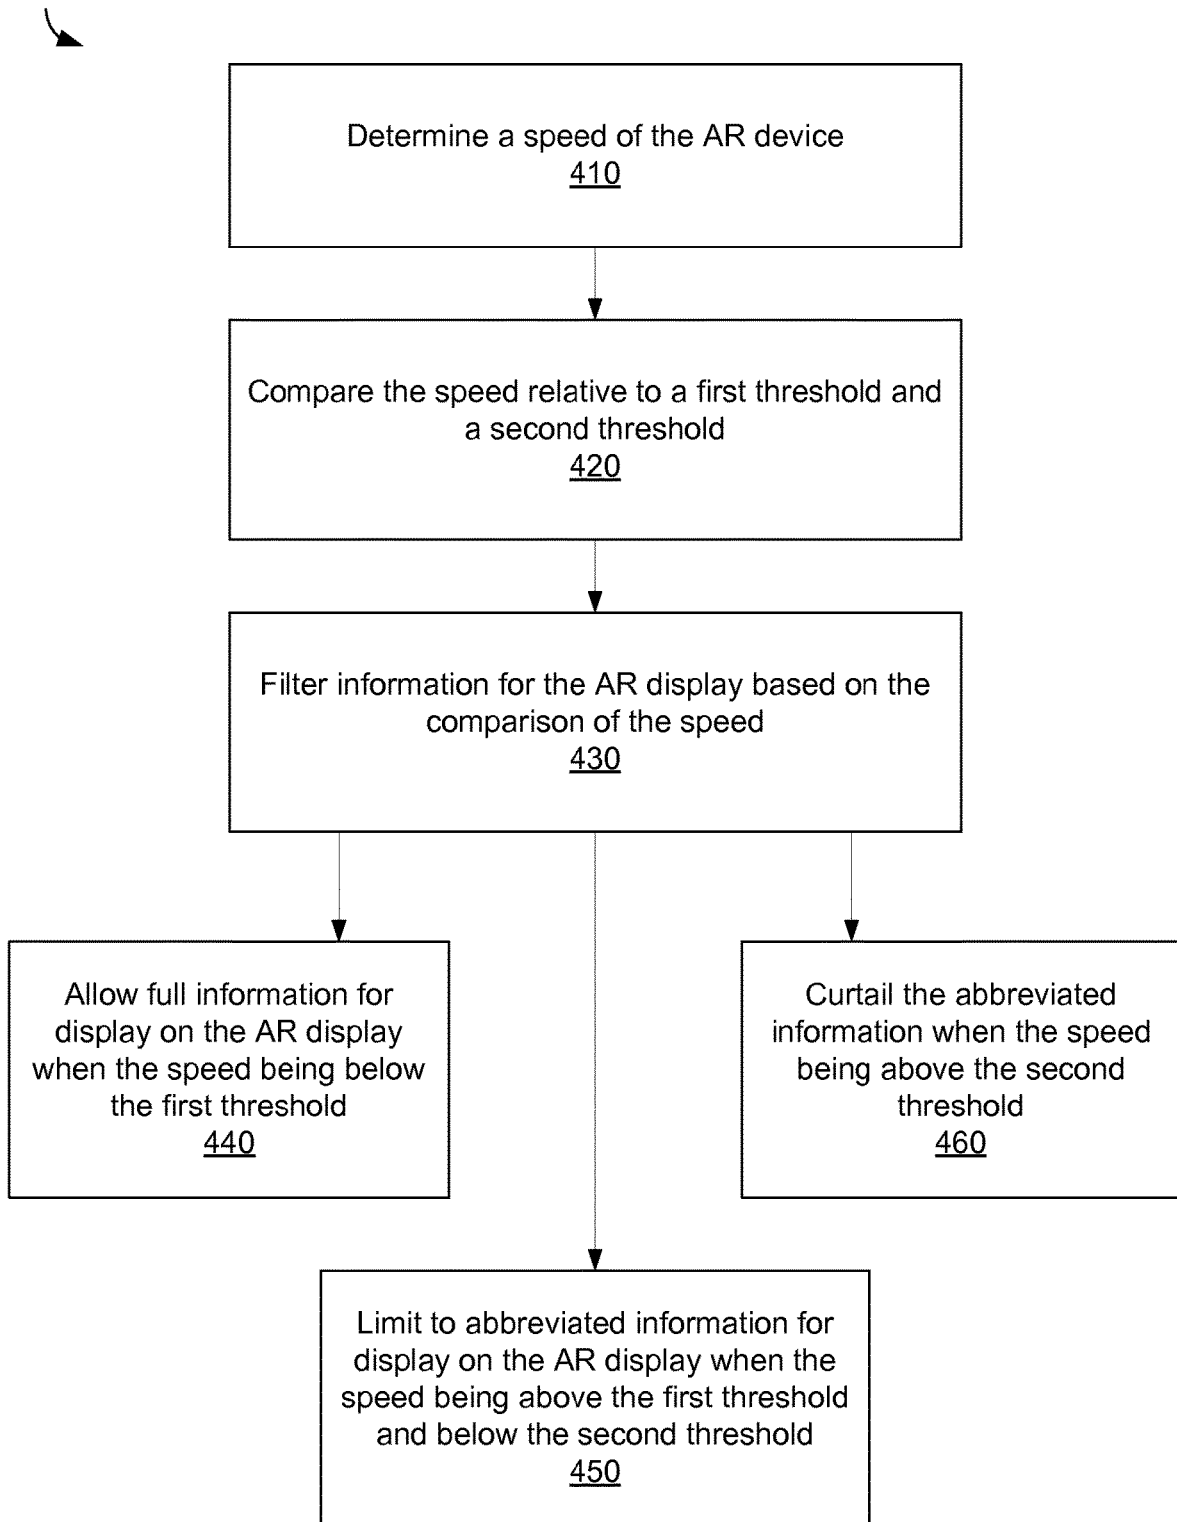 Determine a speed of the AR device
410
Compare the speed relative to a first threshold and
a second threshold
420
Filter information for the AR display based on the
comparison of the speed
430
Allow full information for
display on the AR display
when the speed being below
the first threshold
440
Curtail the abbreviated
information when the speed
being above the second
threshold
460
Limit to abbreviated information for
display on the AR display when the
speed being above the first threshold
and below the second threshold
450